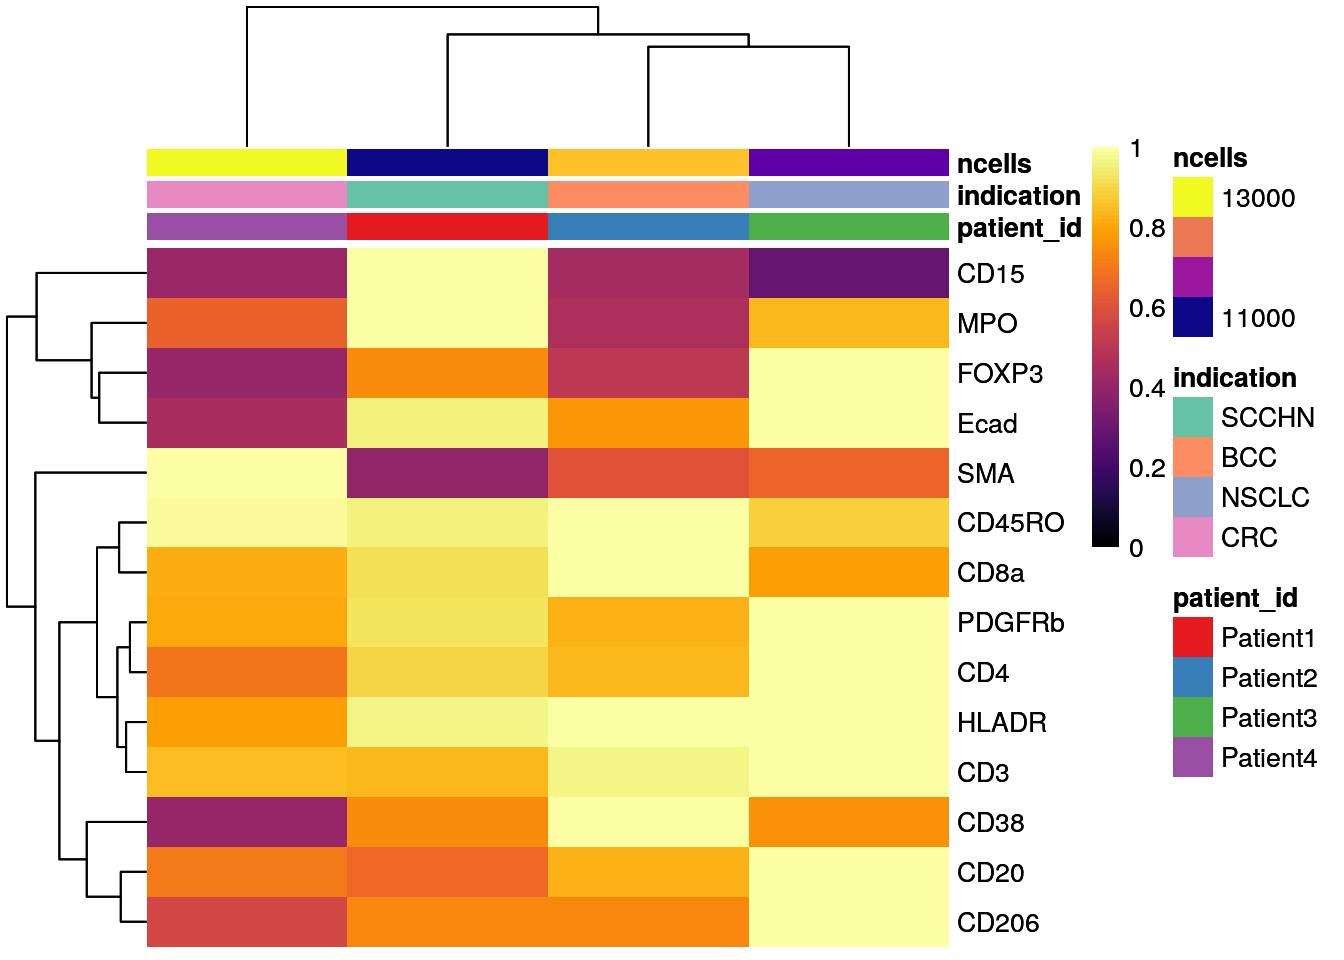 ncells
indication
patient_id
CD15
MPO
FOXP3
Ecad
SMA
CD45RO
CD8a
PDGFRb
CD4
HLADR
CD3
CD38
CD20
CD206
1
0.8
0.6
0.4
0.2
0
ncells
13000
11000
indication
SCCHN
BCC
NSCLC
CRC
patient_id
Patient1
Patient2
Patient3
Patient4